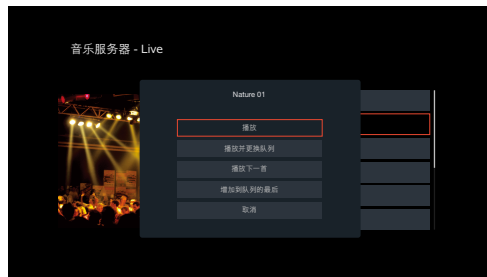 音乐服务器 - Live
Nature 01
播放
播放并更换队列
播放下一首
增加到队列的最后
取消